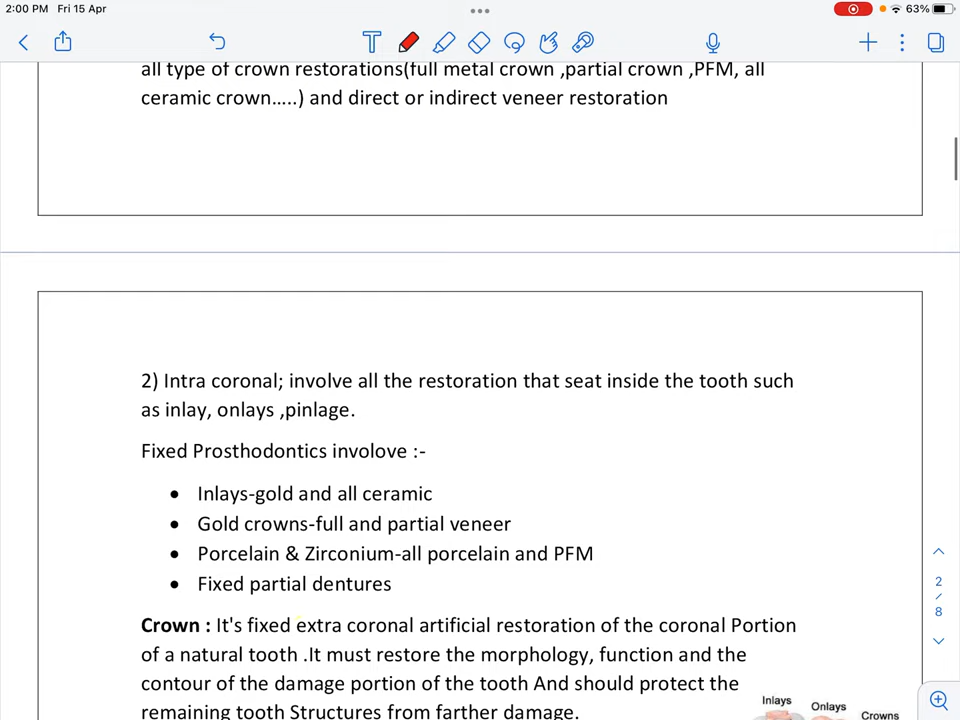 2:00 PM Fri 15 Apr
63%
all type of crown restorations(full metal crown ,partial crown ,PFM, all
ceramic crown.....) and direct or indirect veneer restoration
2) Intra coronal; involve all the restoration that seat inside the tooth such
as inlay, onlays ,pinlage.
Fixed Prosthodontics involove :-
• Inlays-gold and all ceramic
• Gold crowns-full and partial veneer
• Porcelain & Zirconium-all porcelain and PFM
• Fixed partial dentures
2
/
8
Crown : It's fixed extra coronal artificial restoration of the coronal Portion
of a natural tooth .It must restore the morphology, function and the
contour of the damage portion of the tooth And should protect the
remaining tooth Structures from farther damage.
Inlays
Onlays
Crowns